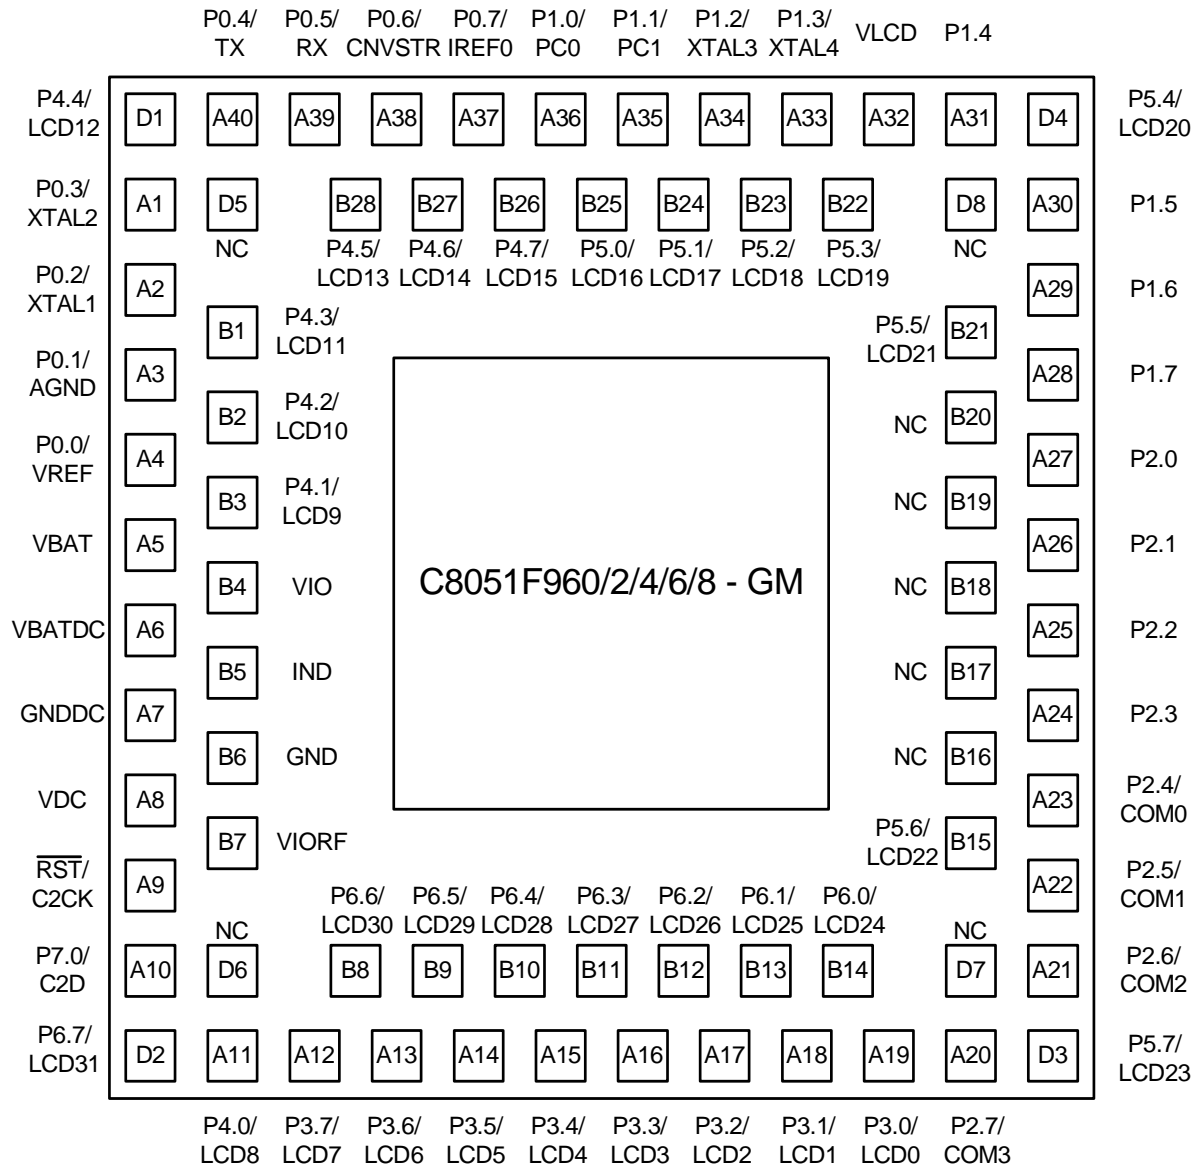 P0.4/ P0.5/ P0.6/ P0.7/ P1.0/ P1.1/ P1.2/ P1.3/ VLCD P1.4
TX RX CNVSTR IREF0 PC0 PC1 XTAL3 XTAL4
P4.4/ P5.4/
LCD12 D1 A40 A39 A38 A37 A36 A35 A34 A33 A32 A31 D4 LCD20
P0.3/
XTAL2 A1 D5 B28 B27 B26 B25 B24 B23 B22 D8 A30 P1.5
NC P4.5/ P4.6/ P4.7/ P5.0/ P5.1/ P5.2/ P5.3/ NC
LCD13 LCD14 LCD15 LCD16 LCD17 LCD18 LCD19
P0.2/
XTAL1 A2 A29 P1.6
B1 P4.3/ P5.5/ B21
LCD11 LCD21
P0.1/
AGND A3 A28 P1.7
B2 P4.2/ NC B20
LCD10
P0.0/
VREF A4 A27 P2.0
B3 P4.1/ NC B19
LCD9
VBAT A5 A26 P2.1
B4 VIO C8051F960/2/4/6/8 - GM NC B18
VBATDC A6 A25 P2.2
B5 IND NC B17
GNDDC A7 A24 P2.3
B6 GND NC B16
VDC A8 A23 P2.4/
COM0
B7 VIORF P5.6/ B15
LCD22
RST/ P2.5/
C2CK A9 A22 COM1
P6.6/ P6.5/ P6.4/ P6.3/ P6.2/ P6.1/ P6.0/
NC LCD30 LCD29 LCD28 LCD27 LCD26 LCD25 LCD24 NC
P7.0/ P2.6/
C2D A10 D6 B8 B9 B10 B11 B12 B13 B14 D7 A21 COM2
P6.7/ P5.7/
LCD31 D2 A11 A12 A13 A14 A15 A16 A17 A18 A19 A20 D3 LCD23
P4.0/ P3.7/ P3.6/ P3.5/ P3.4/ P3.3/ P3.2/ P3.1/ P3.0/ P2.7/
LCD8 LCD7 LCD6 LCD5 LCD4 LCD3 LCD2 LCD1 LCD0 COM3